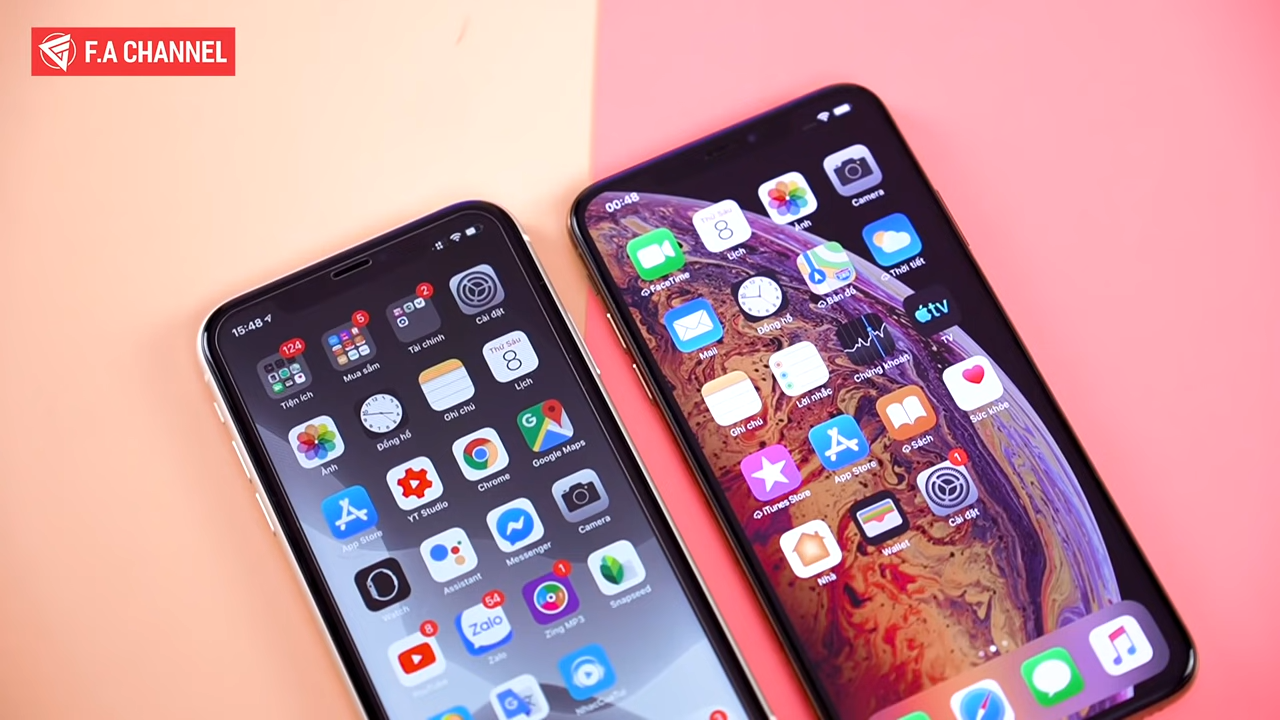 F.A CHANNEL
15:48
124
5
2
Tiện ích
Mua sắm
Tài chính
Cài đặt
Ảnh
Đồng hồ
Ghi chú
Thứ Sáu
8
Lịch
App Store
YT Studio
Chrome
Google Maps
Watch
Assistant
Messenger
Camera
8
54
1
YouTube
Zalo
Zalo
Zing MP3
Snapseed
NhacCuaTui
00:48
FaceTime
Thứ Sáu
8
Lịch
Ảnh
Camera
Mail
Đồng hồ
Bản đồ
Thời tiết
Ghi chú
Lời nhắc
Chứng khoán
tv
TV
iTunes Store
App Store
Sách
Sức khỏe
Nhà
Wallet
1
Cài đặt